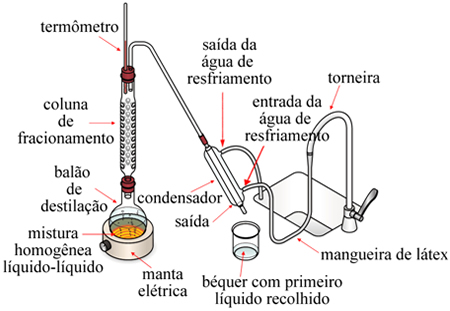 termômetro
saída da
água de
resfriamento
torneira
entrada da
água de
resfriamento
coluna
de
fracionamento
balão
de
destilação
condensador
saída
mistura
homogênea
líquido-líquido
manta
elétrica
béquer com primeiro
líquido recolhido
mangueira de látex